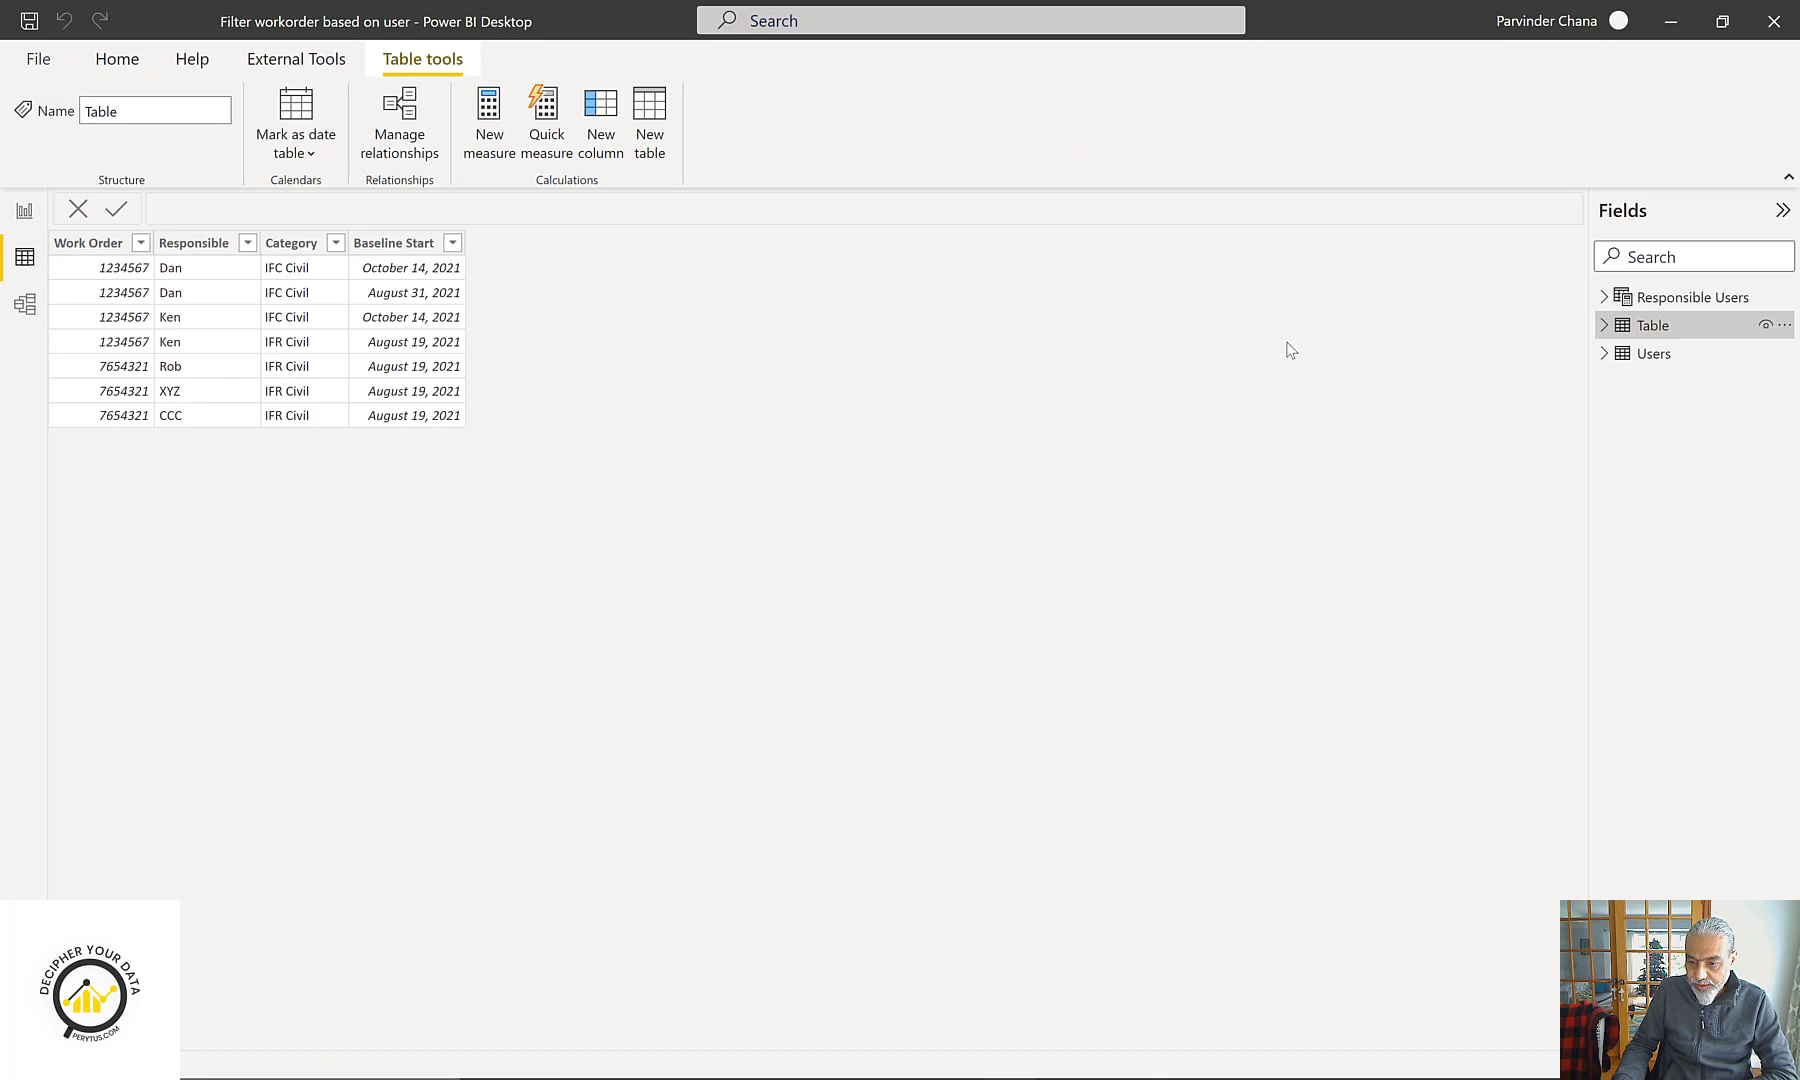 Filter workorder based on user - Power BI Desktop
Search
Parvinder Chana
File Home Help External Tools Table tools
Name Table
Mark as date table
Manage relationships
New measure
Quick measure
New column
New table
Structure Calendars Relationships Calculations
Fields
Search
Responsible Users
Table
Users
Work Order Responsible Category Baseline Start
1234567 Dan IFC Civil October 14, 2021
1234567 Dan IFC Civil August 31, 2021
1234567 Ken IFC Civil October 14, 2021
1234567 Ken IFR Civil August 19, 2021
7654321 Rob IFR Civil August 19, 2021
7654321 XYZ IFR Civil August 19, 2021
7654321 CCC IFR Civil August 19, 2021
DECIPHER YOUR DATA
PERYTUS.COM